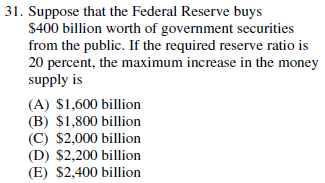 31. Suppose that the Federal Reserve buys
$400 billion worth of government securities
from the public. If the required reserve ratio is
20 percent, the maximum increase in the money
supply is
(A) $1,600 billion
(B) $1,800 billion
(C) $2,000 billion
(D) $2,200 billion
(E) $2,400 billion